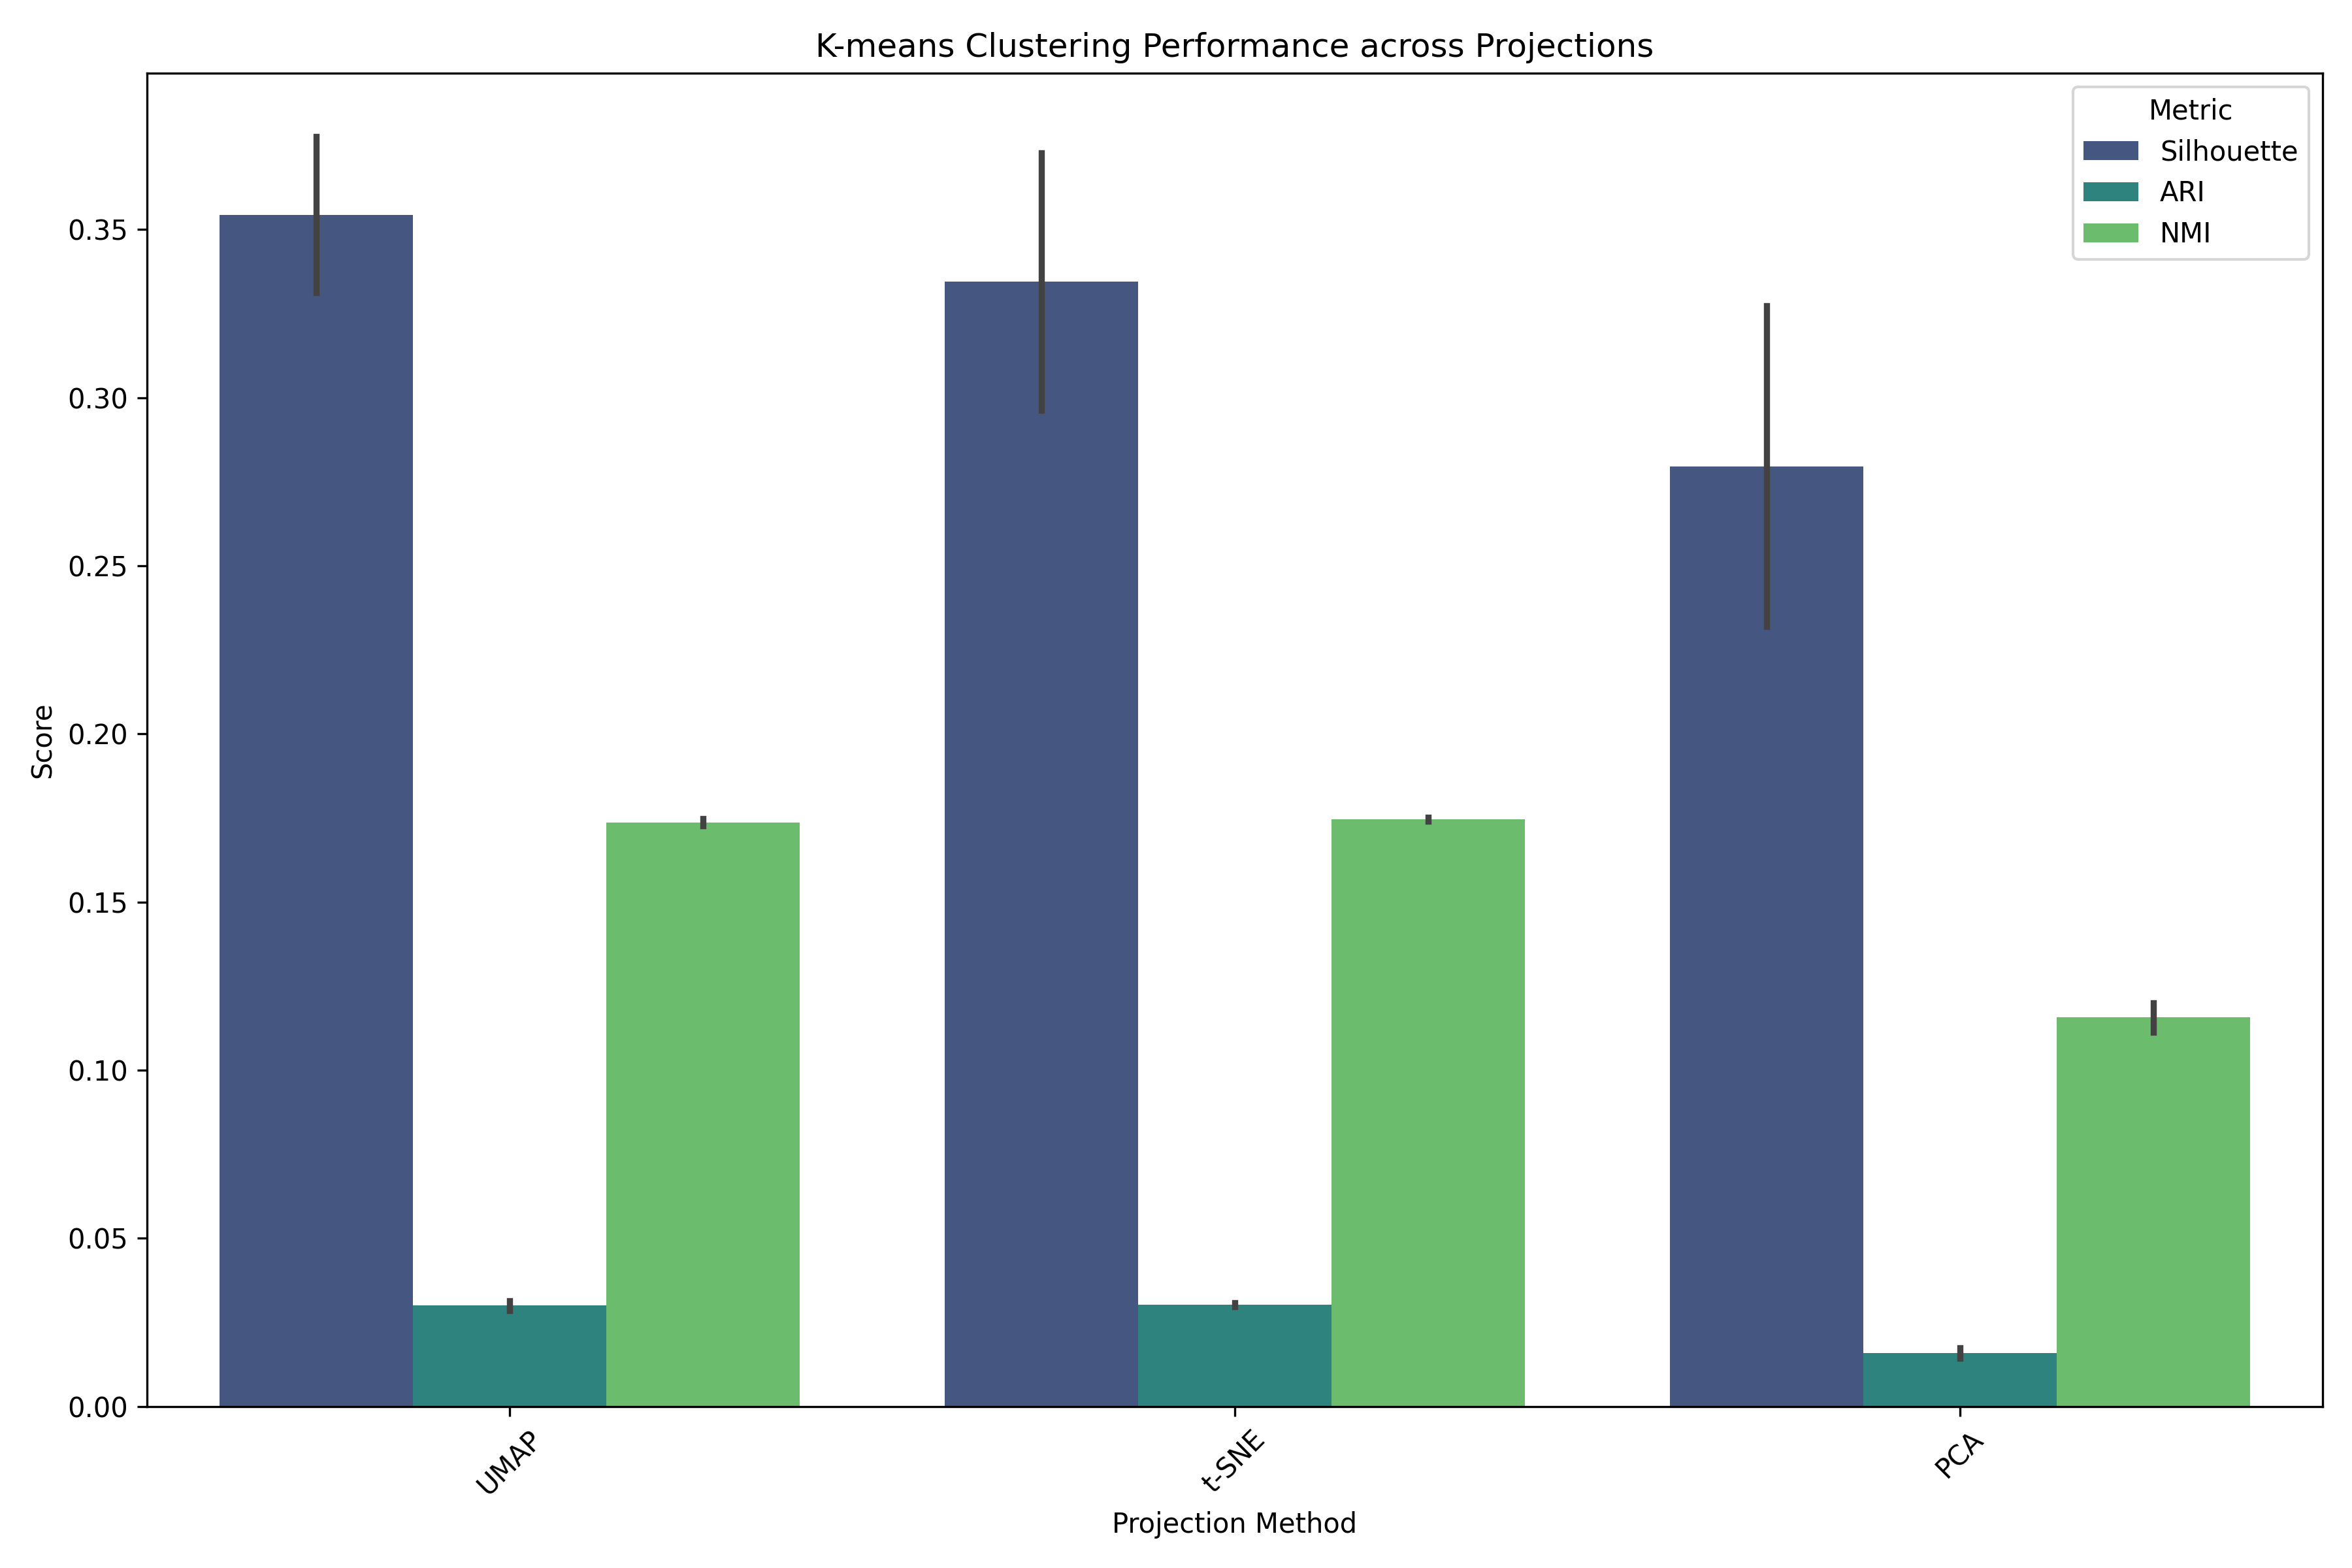 K-means Clustering Performance across Projections
Metric
Silhouette
ARI
NMI
Score
0.35
0.30
0.25
0.20
0.15
0.10
0.05
0.00
UMAP
t-SNE
PCA
Projection Method